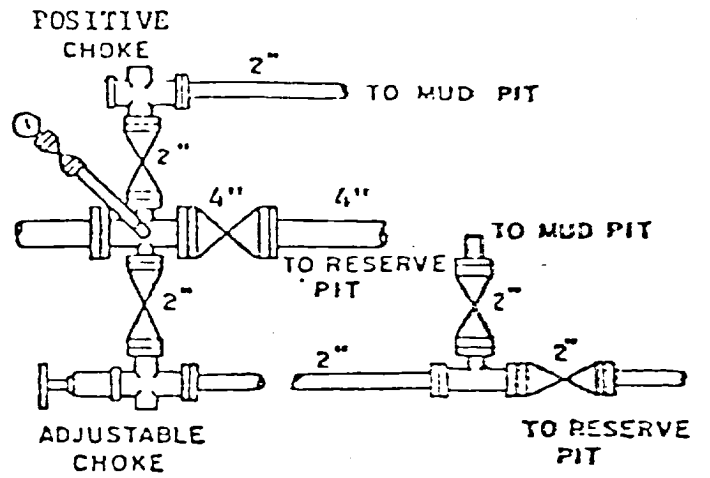 POSITIVE
CHOKE
2"
TO MUD PIT
2"
4"
4"
TO RESERVE
PIT
TO MUD PIT
2"
2"
2"
2"
ADJUSTABLE
CHOKE
TO RESERVE
PIT